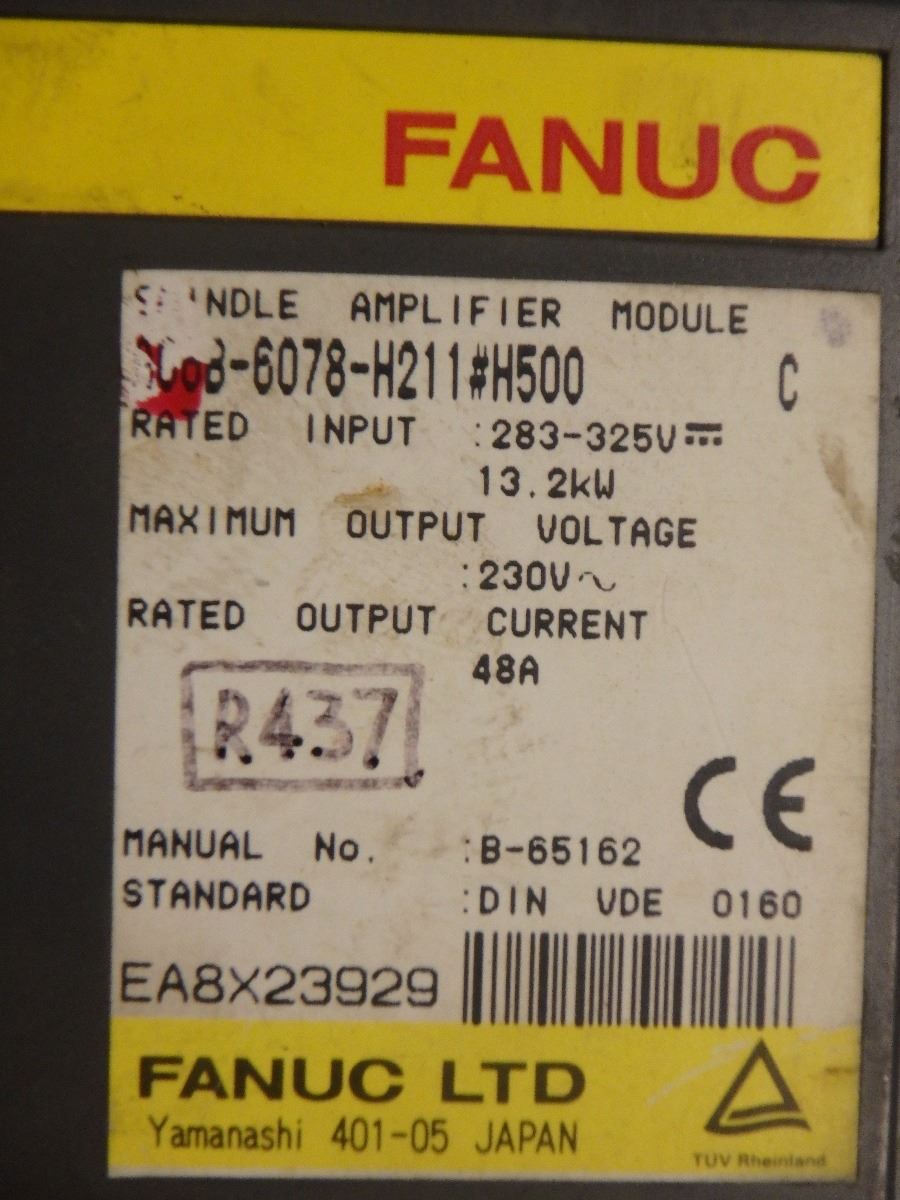 FANUC
AMPLIFIER MODULE
-6078-H211#H500 C
RATED INPUT :283-325V⎓
13.2kW
MAXIMUM OUTPUT VOLTAGE
:230V~
RATED OUTPUT CURRENT
48A
R437
CE
MANUAL No. :B-65162
STANDARD :DIN VDE 0160
EA8X23929
FANUC LTD
Yamanashi 401-05 JAPAN
TUV Rheinland